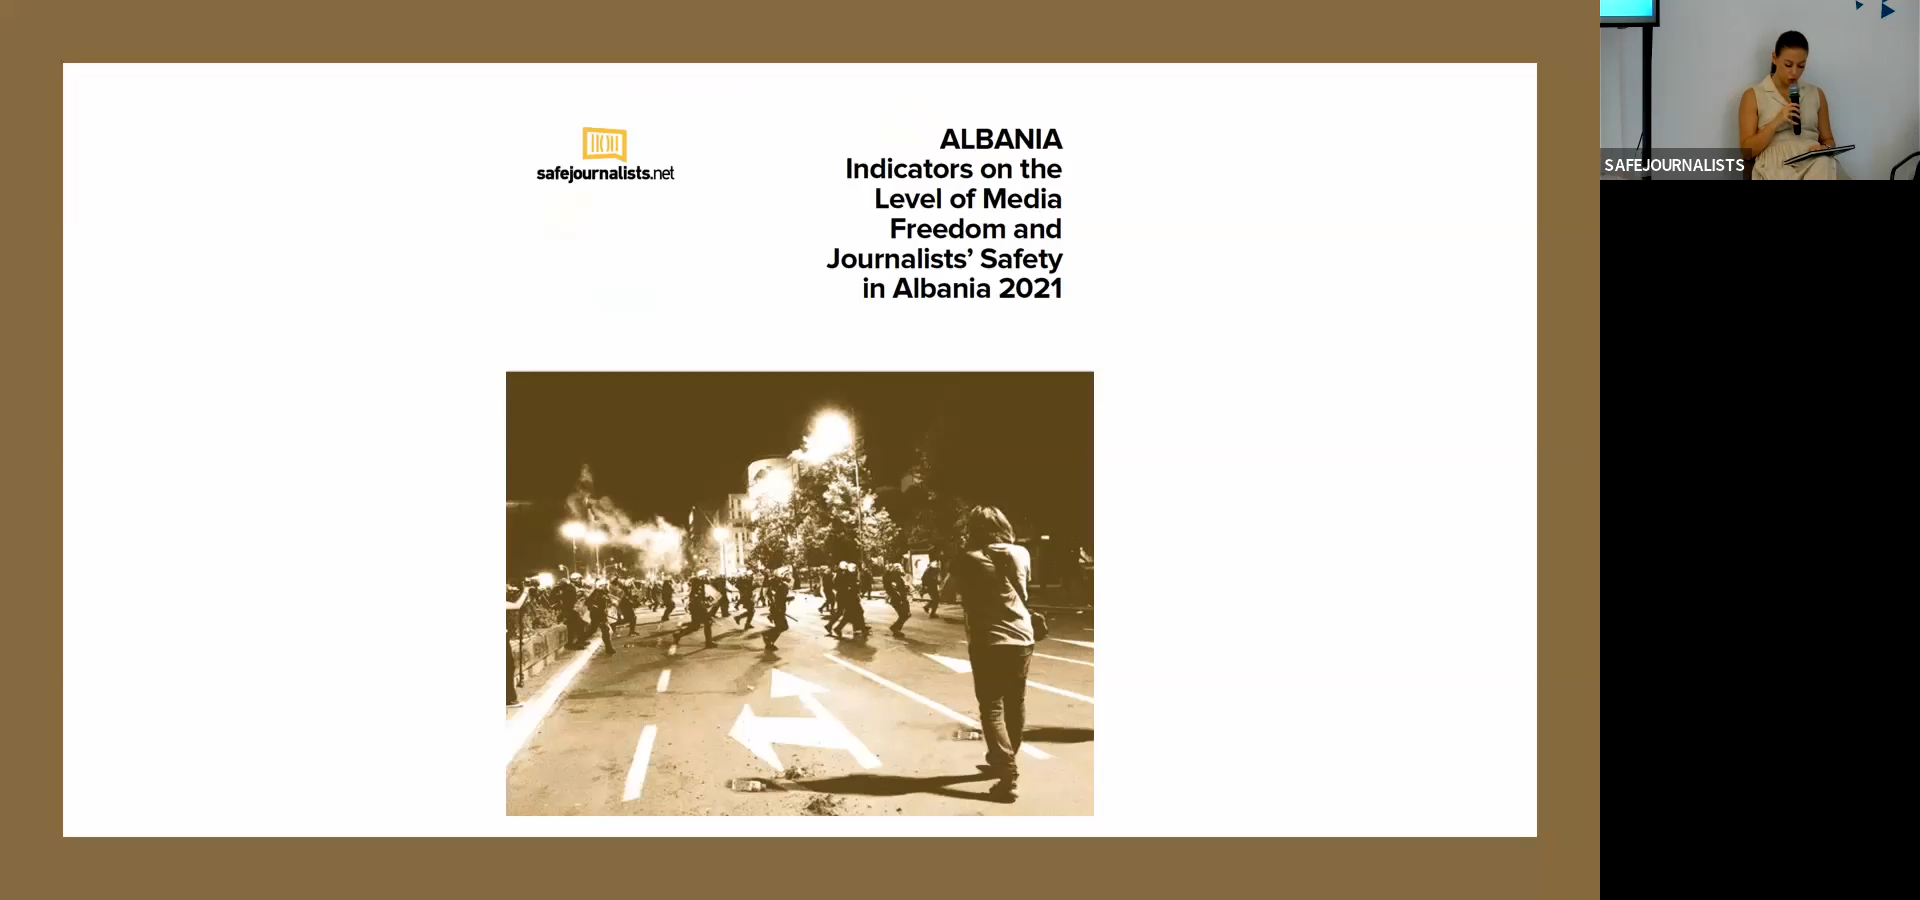 safejournalists.net
ALBANIA
Indicators on the
Level of Media
Freedom and
Journalists’ Safety
in Albania 2021
SAFEJOURNALISTS